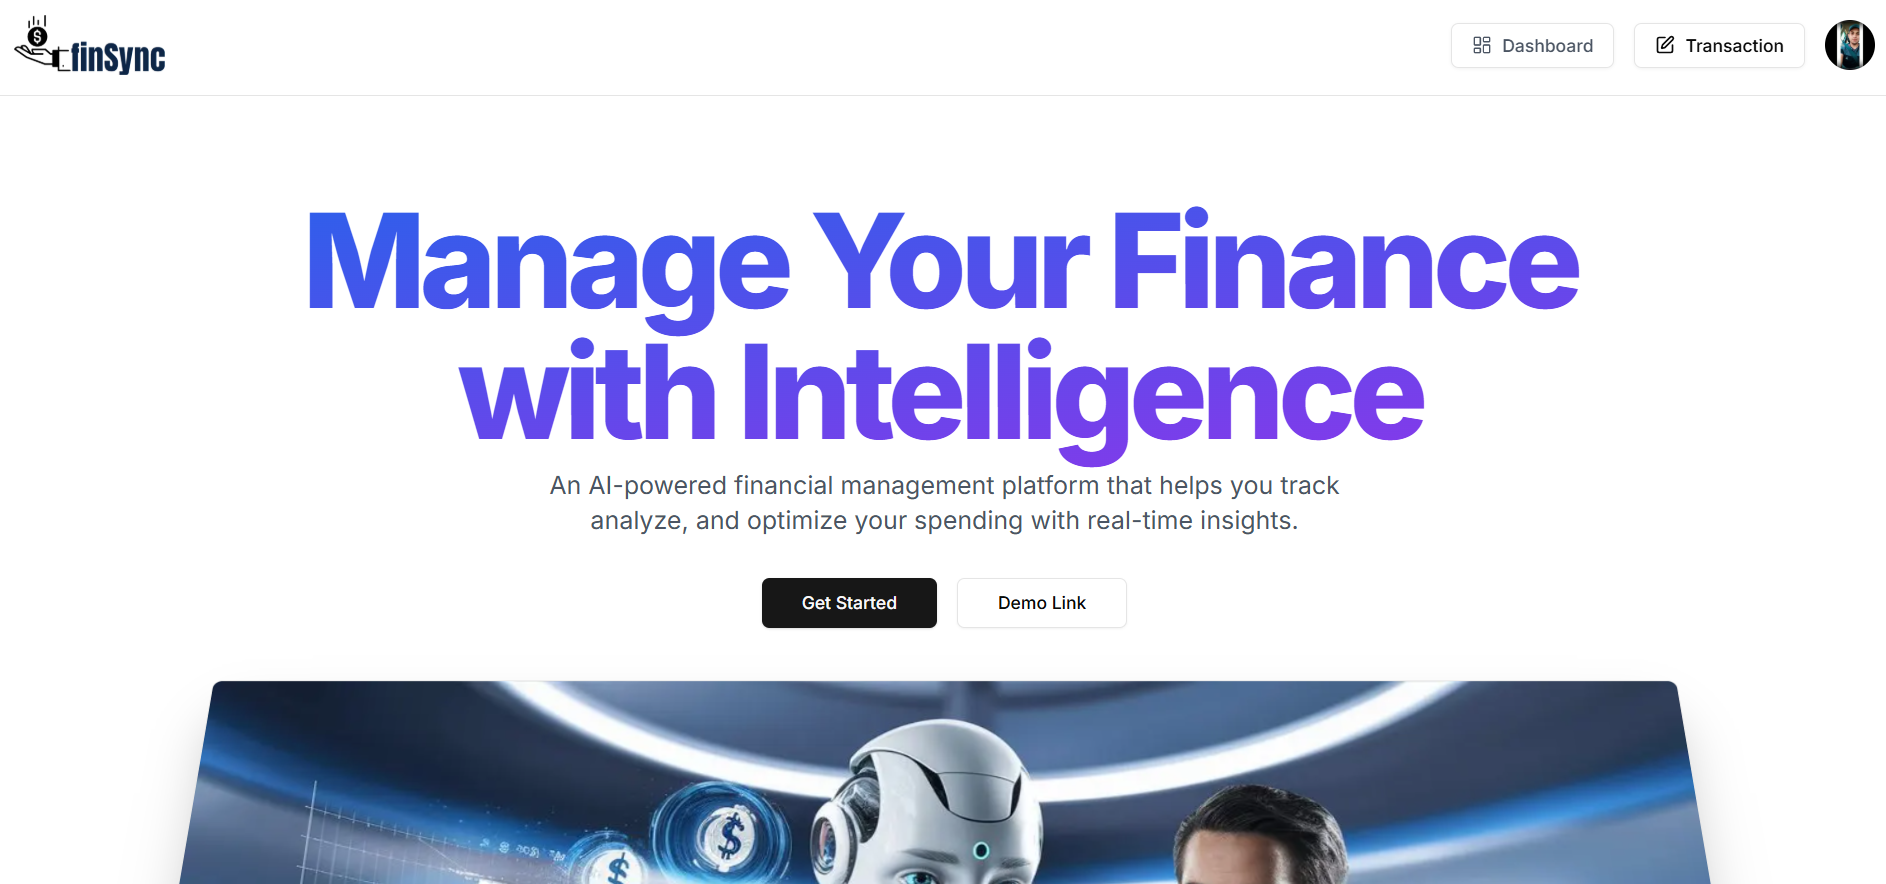 finSync
Dashboard
Transaction
Manage Your Finance
with Intelligence
An AI-powered financial management platform that helps you track
analyze, and optimize your spending with real-time insights.
Get Started
Demo Link
$
$
$